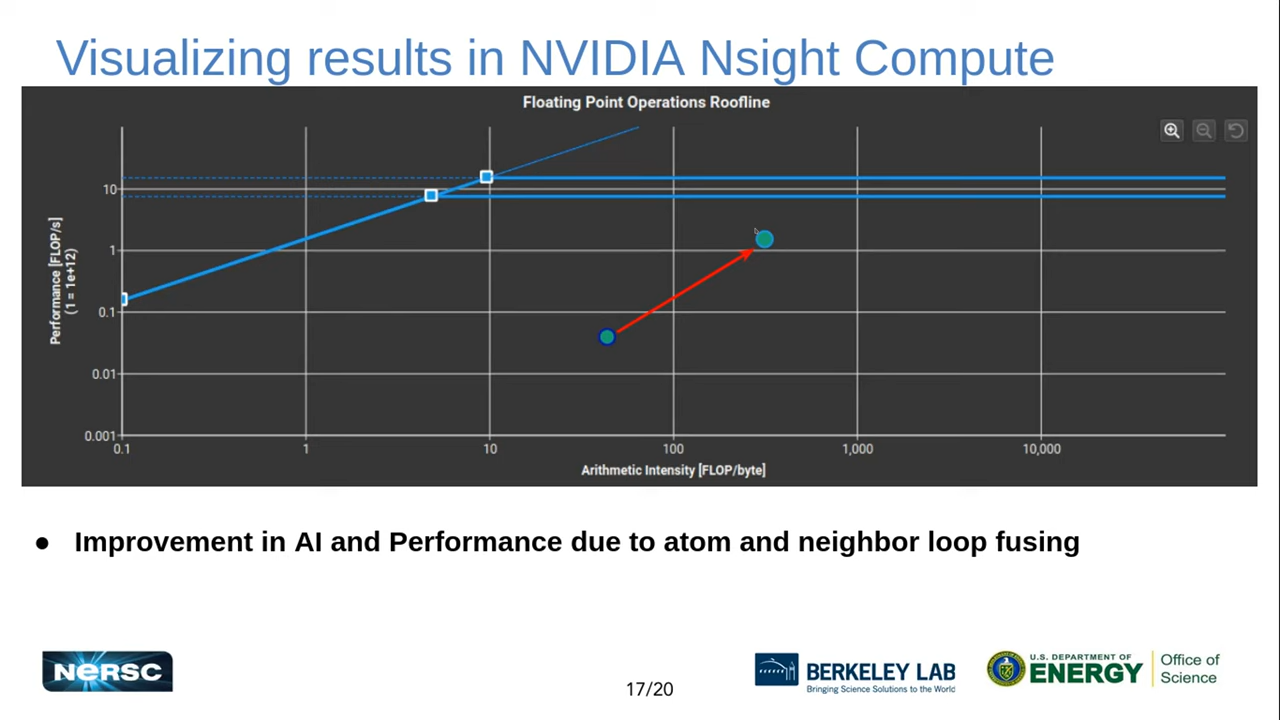 Visualizing results in NVIDIA Nsight Compute
Floating Point Operations Roofline
Performance [FLOP/s]
(1 = 1e+12)
10
1
0.1
0.01
0.001
0.1
1
10
100
1,000
10,000
Arithmetic Intensity [FLOP/byte]
● Improvement in AI and Performance due to atom and neighbor loop fusing
NERSC
BERKELEY LAB
Bringing Science Solutions to the World
U.S. DEPARTMENT OF
ENERGY
Office of
Science
17/20